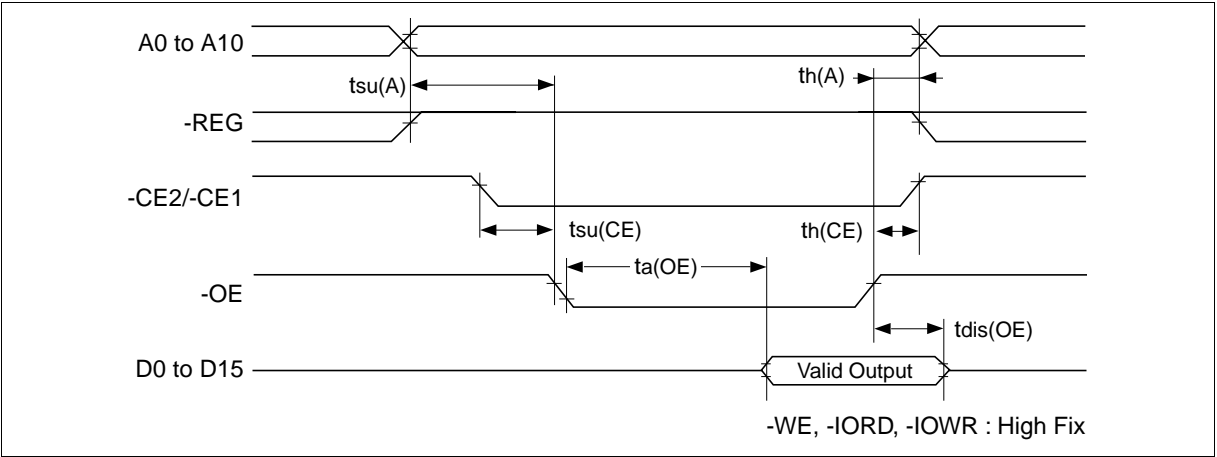 A0 to A10
tsu(A)
th(A)
-REG
-CE2/-CE1
tsu(CE)
th(CE)
ta(OE)
-OE
tdis(OE)
D0 to D15
Valid Output
-WE, -IORD, -IOWR : High Fix